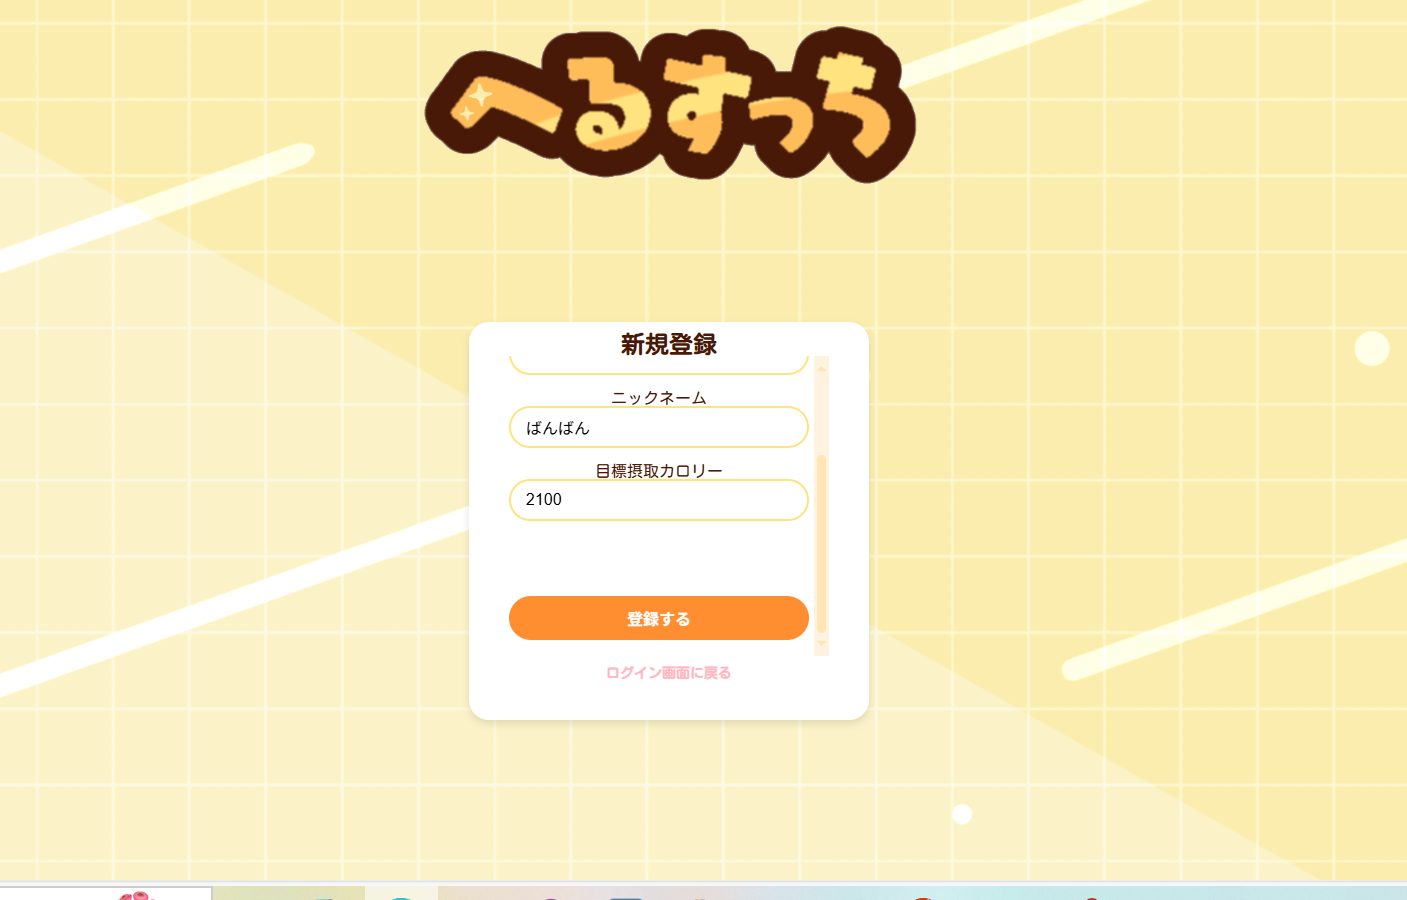 へるすっち
新規登録
ニックネーム
ばんばん
目標摂取カロリー
2100
登録する
ログイン画面に戻る